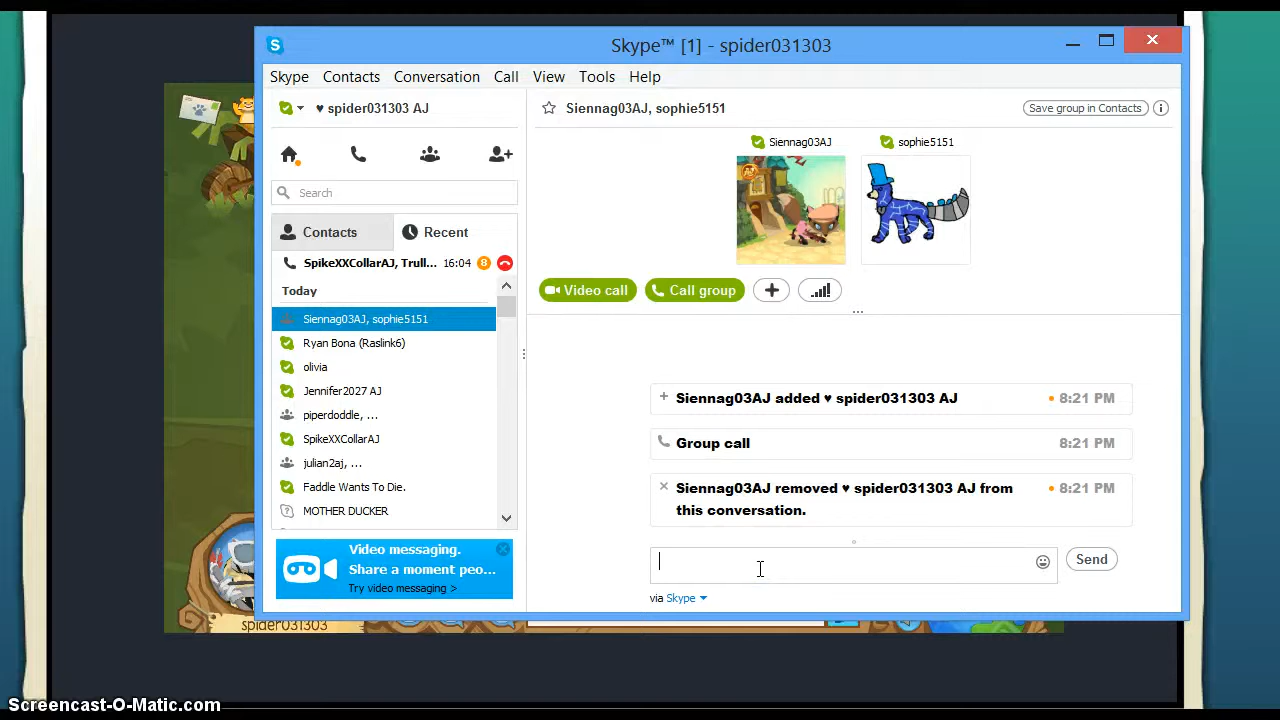 Skype™ [1] - spider031303
Skype Contacts Conversation Call View Tools Help
♥ spider031303 AJ
Search
Contacts Recent
SpikeXXCollarAJ, Trull... 16:04 8
Today
Siennag03AJ, sophie5151
Ryan Bona (Raslink6)
olivia
Jennifer2027 AJ
piperdoddle, ...
SpikeXXCollarAJ
julian2aj, ...
Faddle Wants To Die.
MOTHER DUCKER
Video messaging.
Share a moment peo...
Try video messaging >
Siennag03AJ, sophie5151
Save group in Contacts
Siennag03AJ sophie5151
Video call Call group
Siennag03AJ added ♥ spider031303 AJ 8:21 PM
Group call 8:21 PM
Siennag03AJ removed ♥ spider031303 AJ from 8:21 PM
this conversation.
Send
via Skype
spider031303
Screencast-O-Matic.com